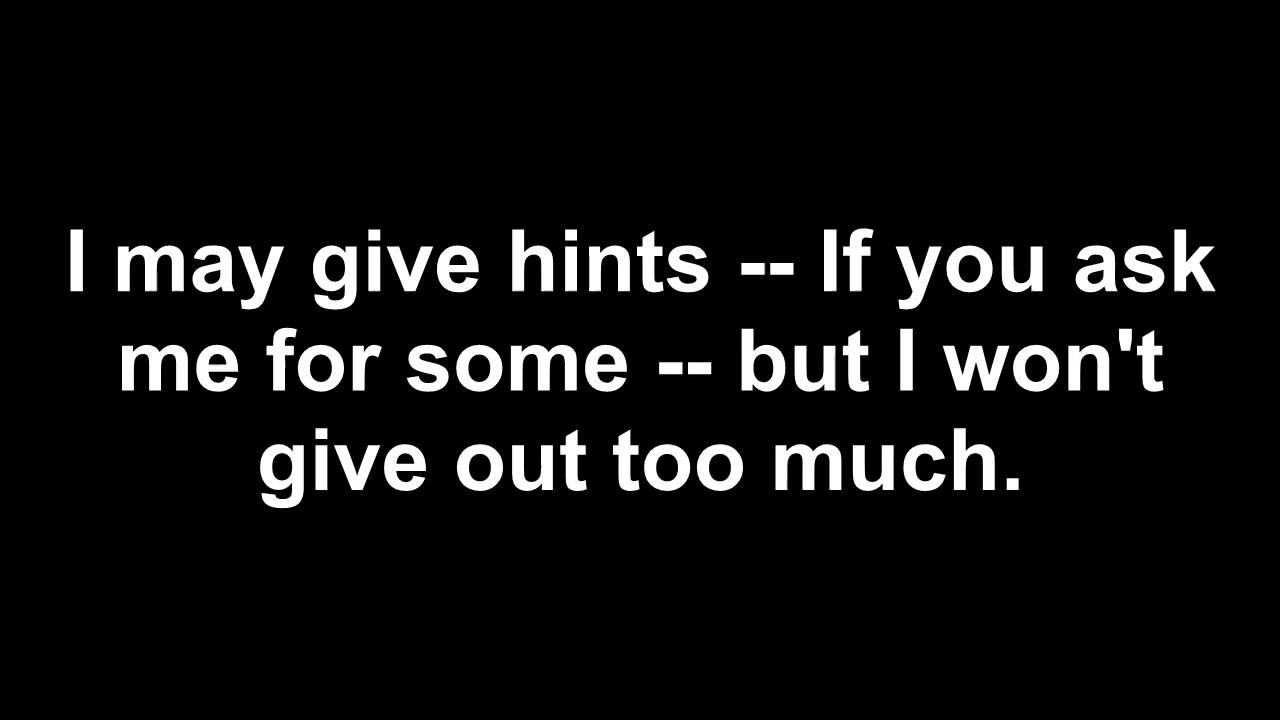 I may give hints -- If you ask
me for some -- but I won't
give out too much.